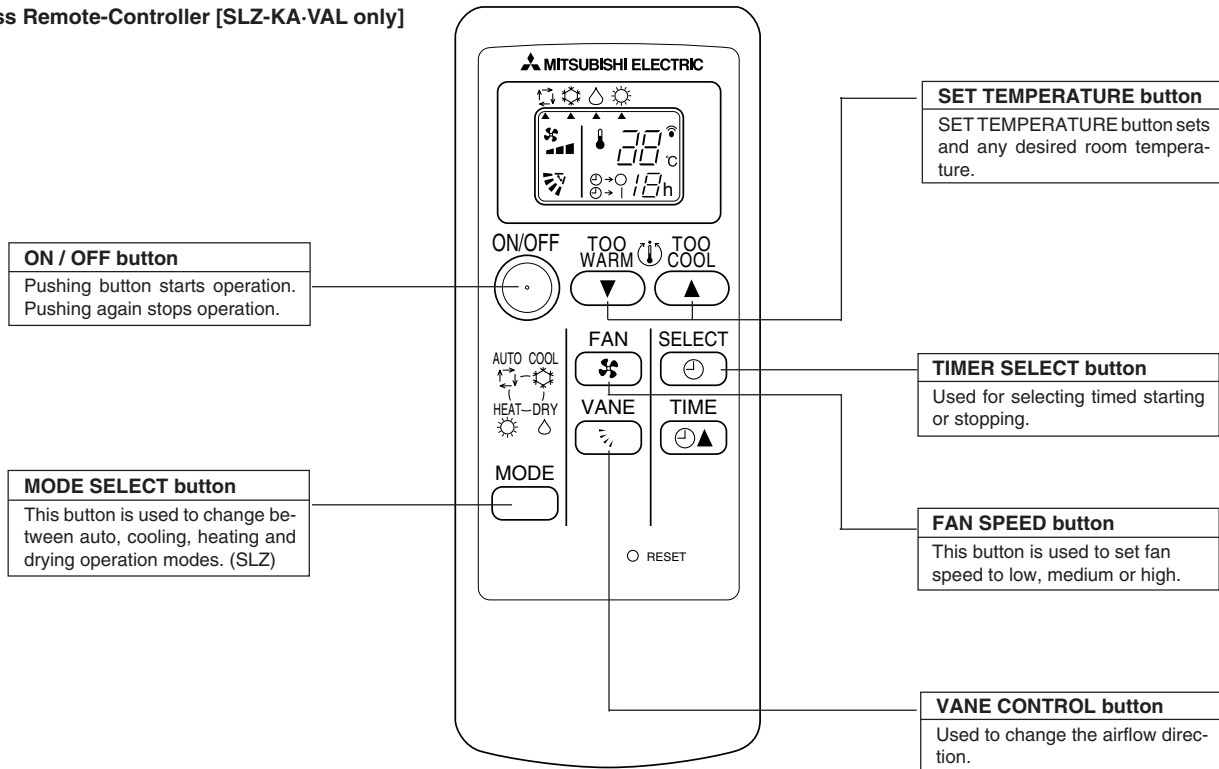 ss Remote-Controller [SLZ-KA·VAL only]
MITSUBISHI ELECTRIC
28 °C
18h
ON/OFF
TOO WARM
TOO COOL
FAN
SELECT
AUTO COOL
HEAT DRY
VANE
TIME
MODE
RESET
ON / OFF button
Pushing button starts operation.
Pushing again stops operation.
MODE SELECT button
This button is used to change be-
tween auto, cooling, heating and
drying operation modes. (SLZ)
SET TEMPERATURE button
SET TEMPERATURE button sets
and any desired room tempera-
ture.
TIMER SELECT button
Used for selecting timed starting
or stopping.
FAN SPEED button
This button is used to set fan
speed to low, medium or high.
VANE CONTROL button
Used to change the airflow direc-
tion.